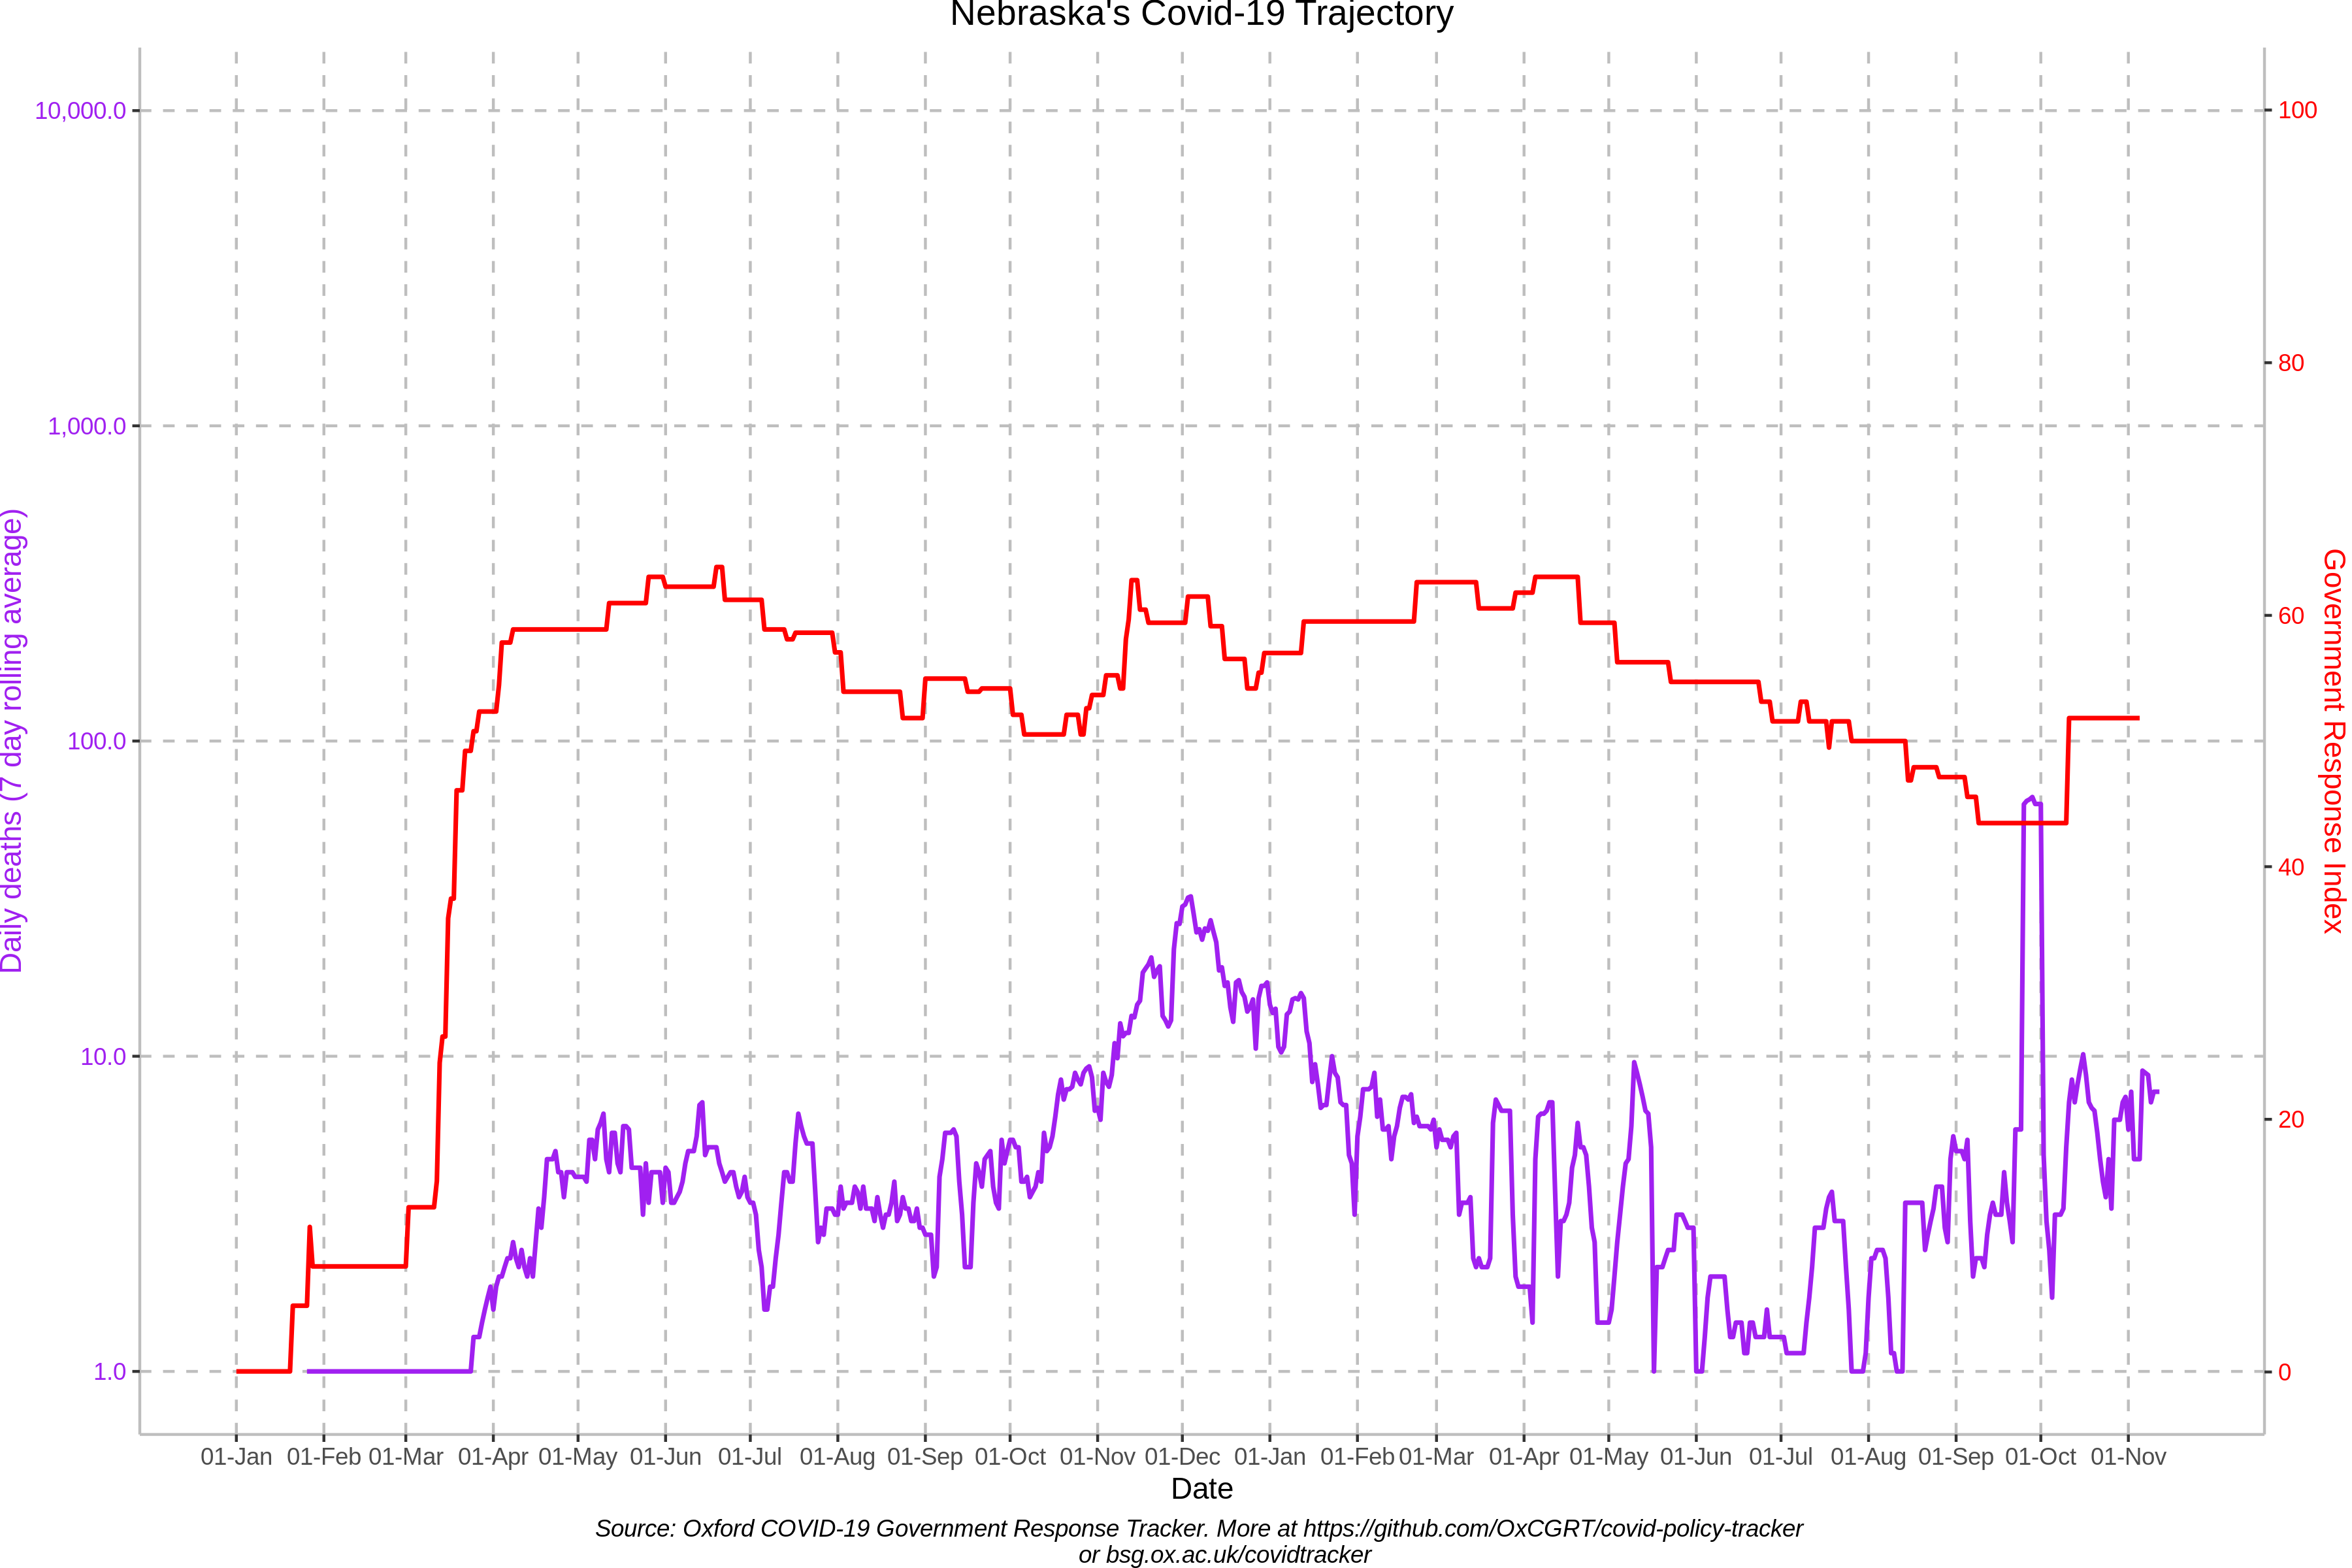 Nebraska's Covid-19 Trajectory
10,000.0
1,000.0
100.0
10.0
1.0
Daily deaths (7 day rolling average)
100
80
60
40
20
0
Government Response Index
01-Jan 01-Feb 01-Mar 01-Apr 01-May 01-Jun 01-Jul 01-Aug 01-Sep 01-Oct 01-Nov 01-Dec 01-Jan 01-Feb 01-Mar 01-Apr 01-May 01-Jun 01-Jul 01-Aug 01-Sep 01-Oct 01-Nov
Date
Source: Oxford COVID-19 Government Response Tracker. More at https://github.com/OxCGRT/covid-policy-tracker
or bsg.ox.ac.uk/covidtracker